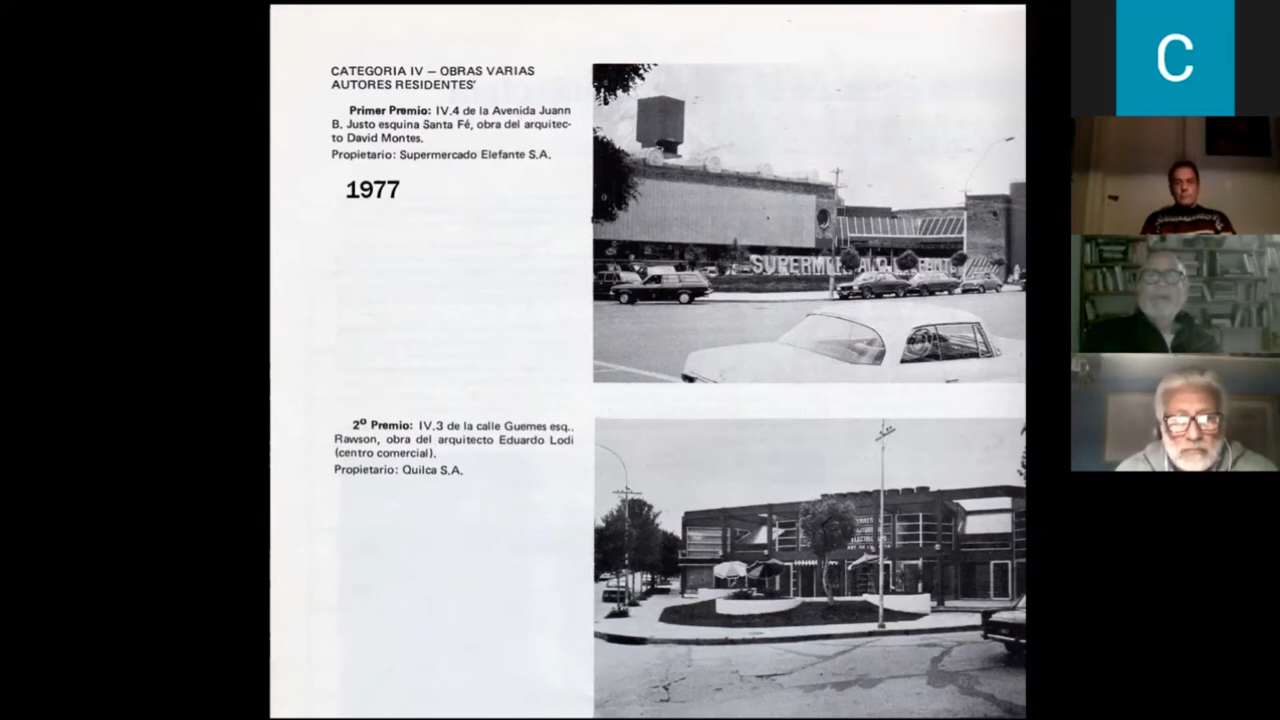 CATEGORIA IV – OBRAS VARIAS
AUTORES RESIDENTES'
Primer Premio: IV.4 de la Avenida Juann
B. Justo esquina Santa Fé, obra del arquitec-
to David Montes.
Propietario: Supermercado Elefante S.A.
1977
SUPERM
2º Premio: IV.3 de la calle Guemes esq..
Rawson, obra del arquitecto Eduardo Lodi
(centro comercial).
Propietario: Quilca S.A.
C